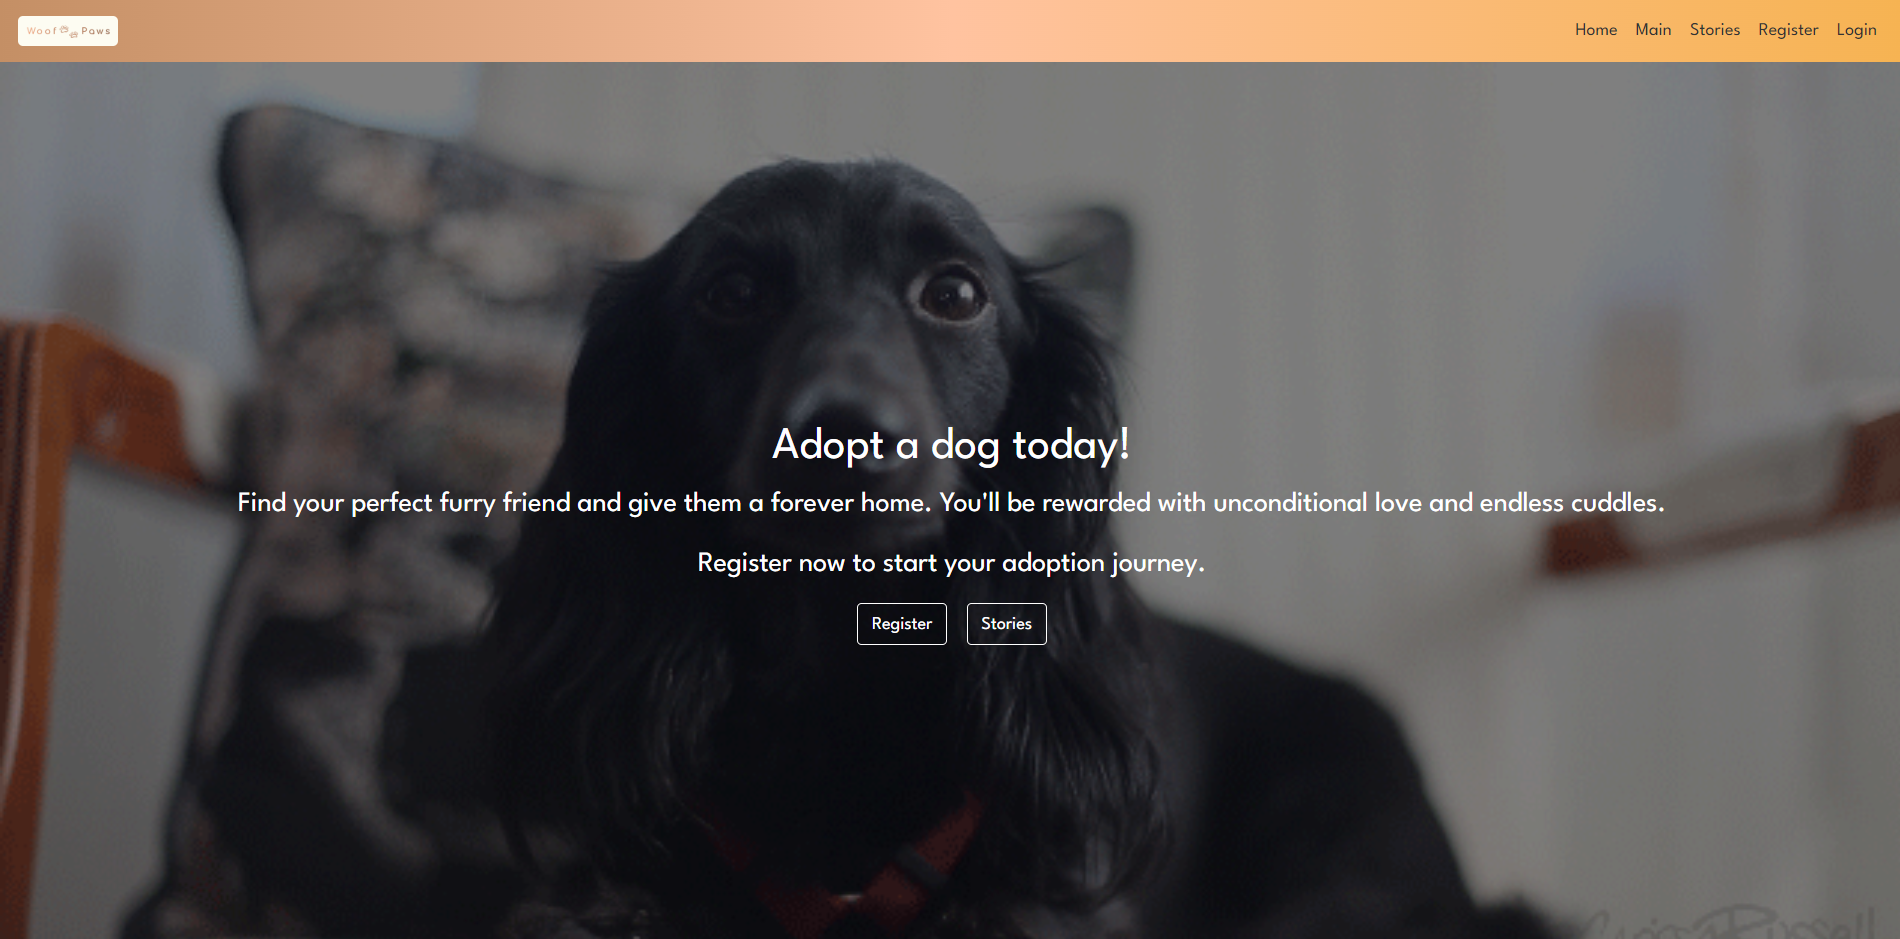 Woof Paws
Home Main Stories Register Login
Adopt a dog today!
Find your perfect furry friend and give them a forever home. You'll be rewarded with unconditional love and endless cuddles.
Register now to start your adoption journey.
Register Stories
Russell